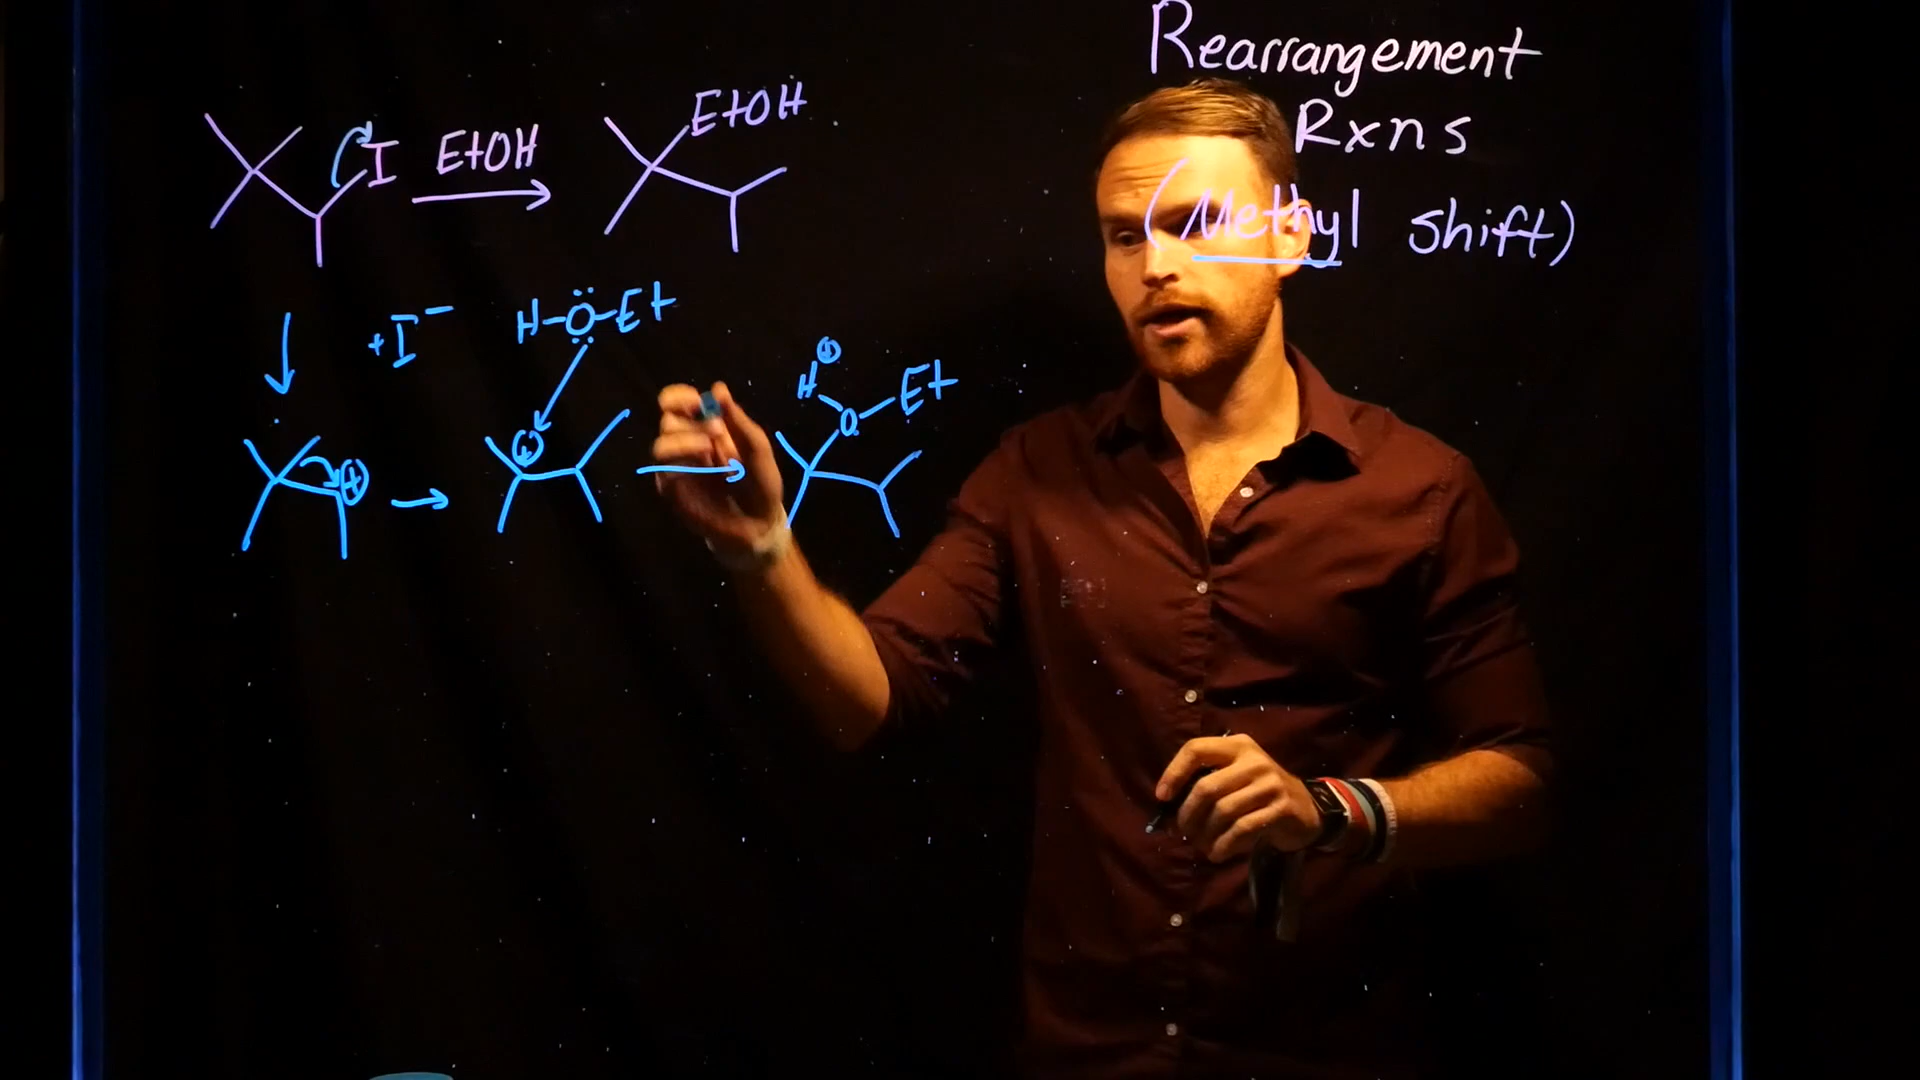 Rearrangement
Rxns
(Methyl shift)
I EtOH EtOH
+I⁻ H-Ö-Et
H ⊕ O-Et
⊕ ⊕